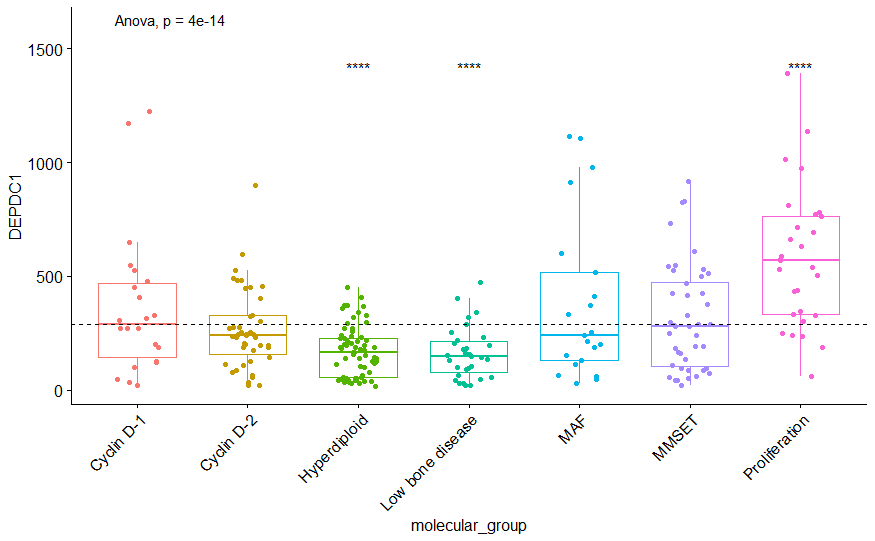 Anova, p = 4e-14
1500
1000
500
0
DEPDC1
**** **** ****
Cyclin D-1
Cyclin D-2
Hyperdiploid
Low bone disease
MAF
MMSET
Proliferation
molecular_group